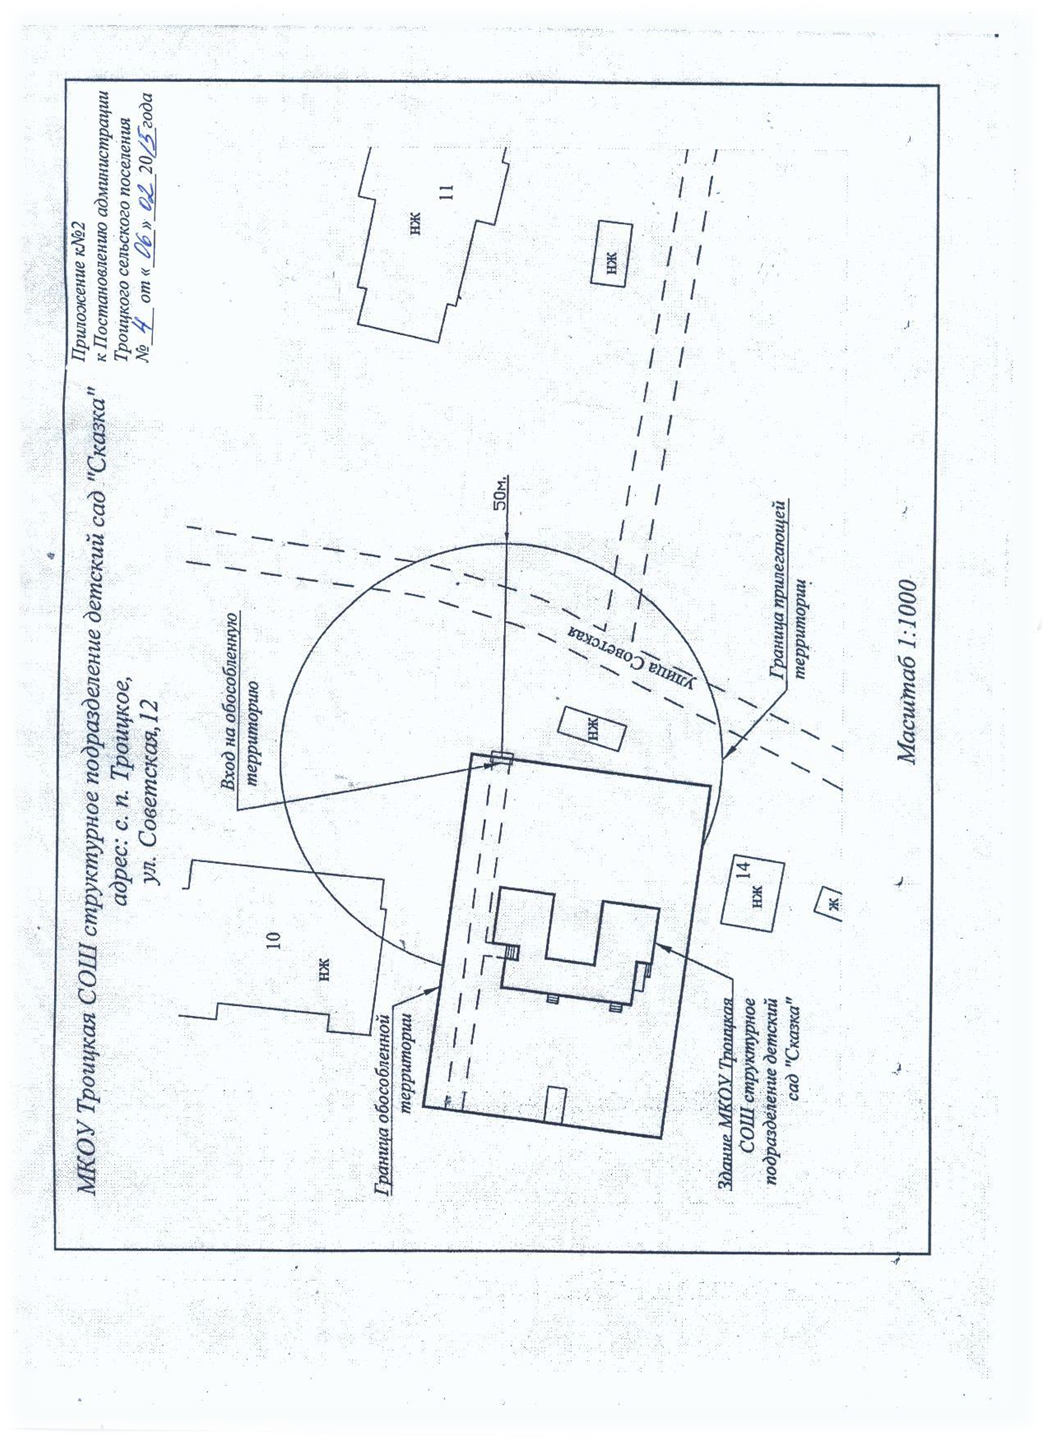 Приложение к№2
к Постановлению администрации
Троицкого сельского поселения
№ 4 от « 06 » 02 2015 года
МКОУ Троицкая СОШ структурное подразделение детский сад "Сказка"
адрес: с. п. Троицкое,
ул. Советская,12
10
нж
нж
11
нж
Вход на обособленную
территорию
50м.
улица Советская
нж
Граница прилегающей
территории
Граница обособленной
территории
14
нж
ж
Здание МКОУ Троицкая
СОШ структурное
подразделение детский
сад "Сказка"
Масштаб 1:1000